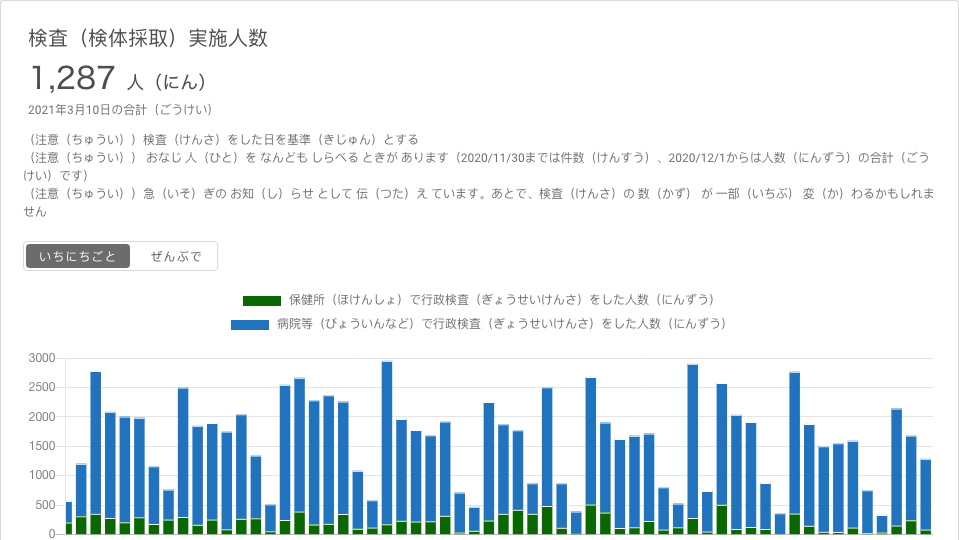 検査（検体採取）実施人数
1,287 人（にん）
2021年3月10日の合計（ごうけい）
（注意（ちゅうい））検査（けんさ）をした日を基準（きじゅん）とする
（注意（ちゅうい）） おなじ 人（ひと）を なんども しらべる ときが あります（2020/11/30までは件数（けんすう）、2020/12/1からは人数（にんずう）の合計（ごう
けい）です）
（注意（ちゅうい））急（いそ）ぎの お知（し）らせ として 伝（つた）え ています。あとで、検査（けんさ）の 数（かず） が 一部（いちぶ） 変（か）わるかもしれま
せん
いちにちごと ぜんぶで
保健所（ほけんしょ）で行政検査（ぎょうせいけんさ）をした人数（にんずう）
病院等（びょういんなど）で行政検査（ぎょうせいけんさ）をした人数（にんずう）
3000
2500
2000
1500
1000
500
0